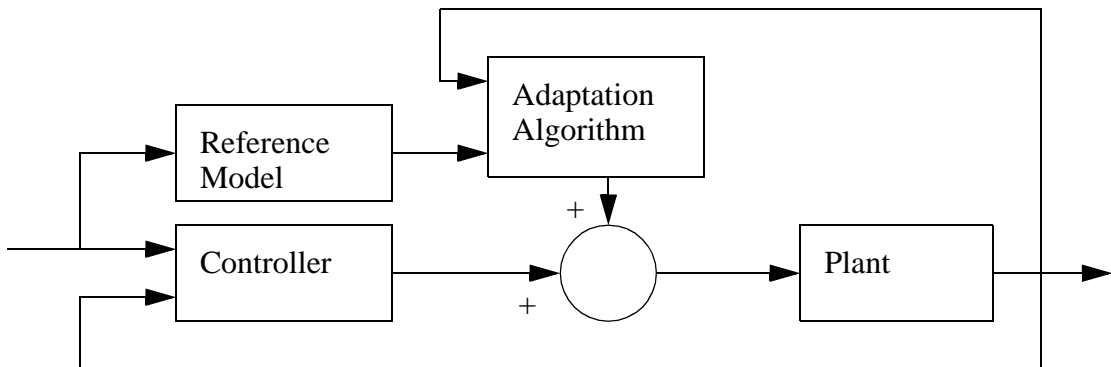 Adaptation
Algorithm
Reference
Model
+
Controller
Plant
+